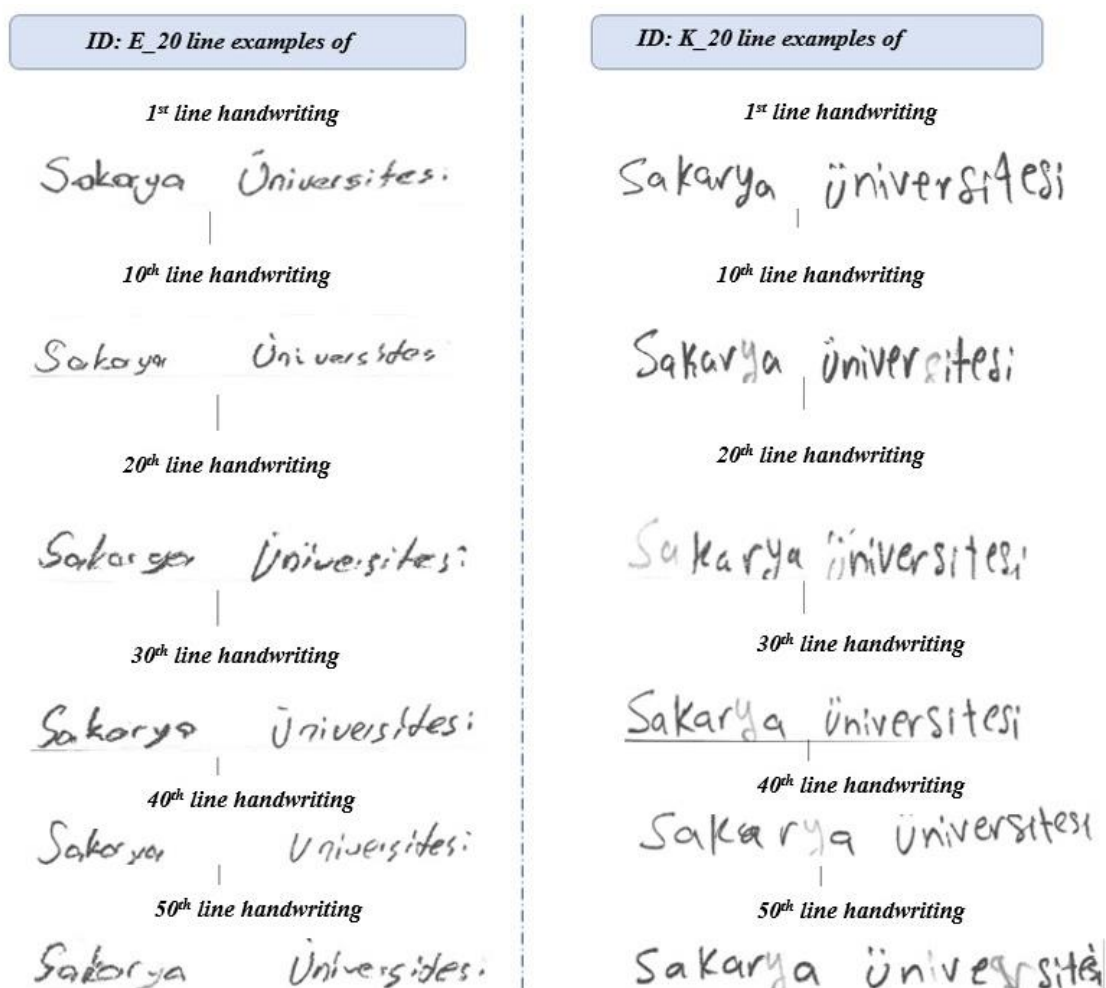 ID: E_20 line examples of
1st line handwriting
Sakarya Üniversitesi
10th line handwriting
Sakarya Üniversitesi
20th line handwriting
Sakarya Üniversitesi
30th line handwriting
Sakarya Üniversitesi
40th line handwriting
Sakarya Universitesi
50th line handwriting
Sakarya Üniversitesi
ID: K_20 line examples of
1st line handwriting
Sakarya üniversitesi
10th line handwriting
Sakarya üniversitesi
20th line handwriting
Sakarya üniversitesi
30th line handwriting
Sakarya üniversitesi
40th line handwriting
Sakarya üniversitesi
50th line handwriting
Sakarya üniversitesi